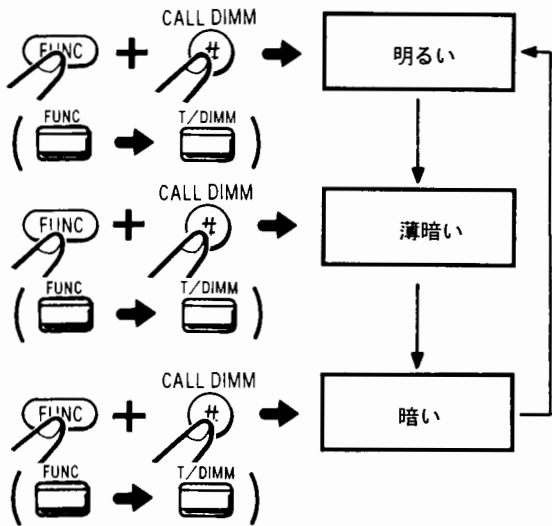 CALL DIMM
FUNC + # 明るい
FUNC T/DIMM
( )
CALL DIMM
FUNC + # 薄暗い
FUNC T/DIMM
( )
CALL DIMM
FUNC + # 暗い
FUNC T/DIMM
( )